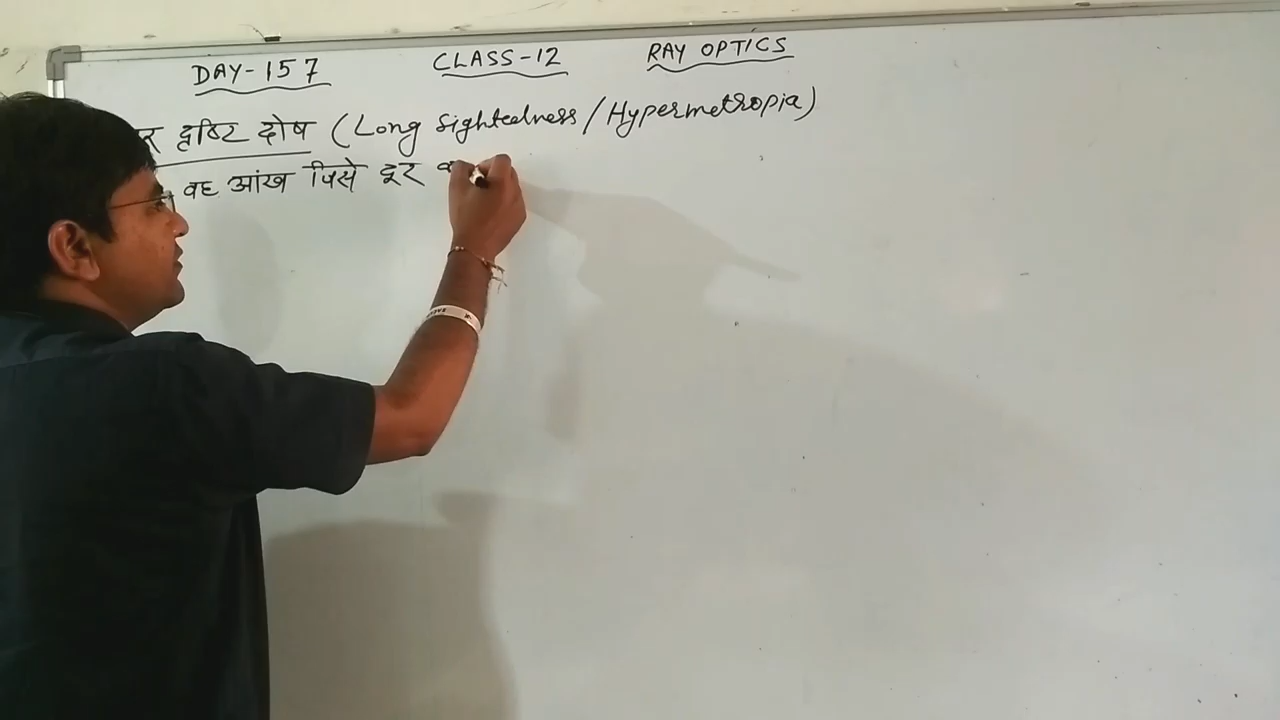 DAY-157 CLASS-12 RAY OPTICS
दृष्टि दोष (Long Sightedness/Hypermetropia)
वह आंख जिसे दूर